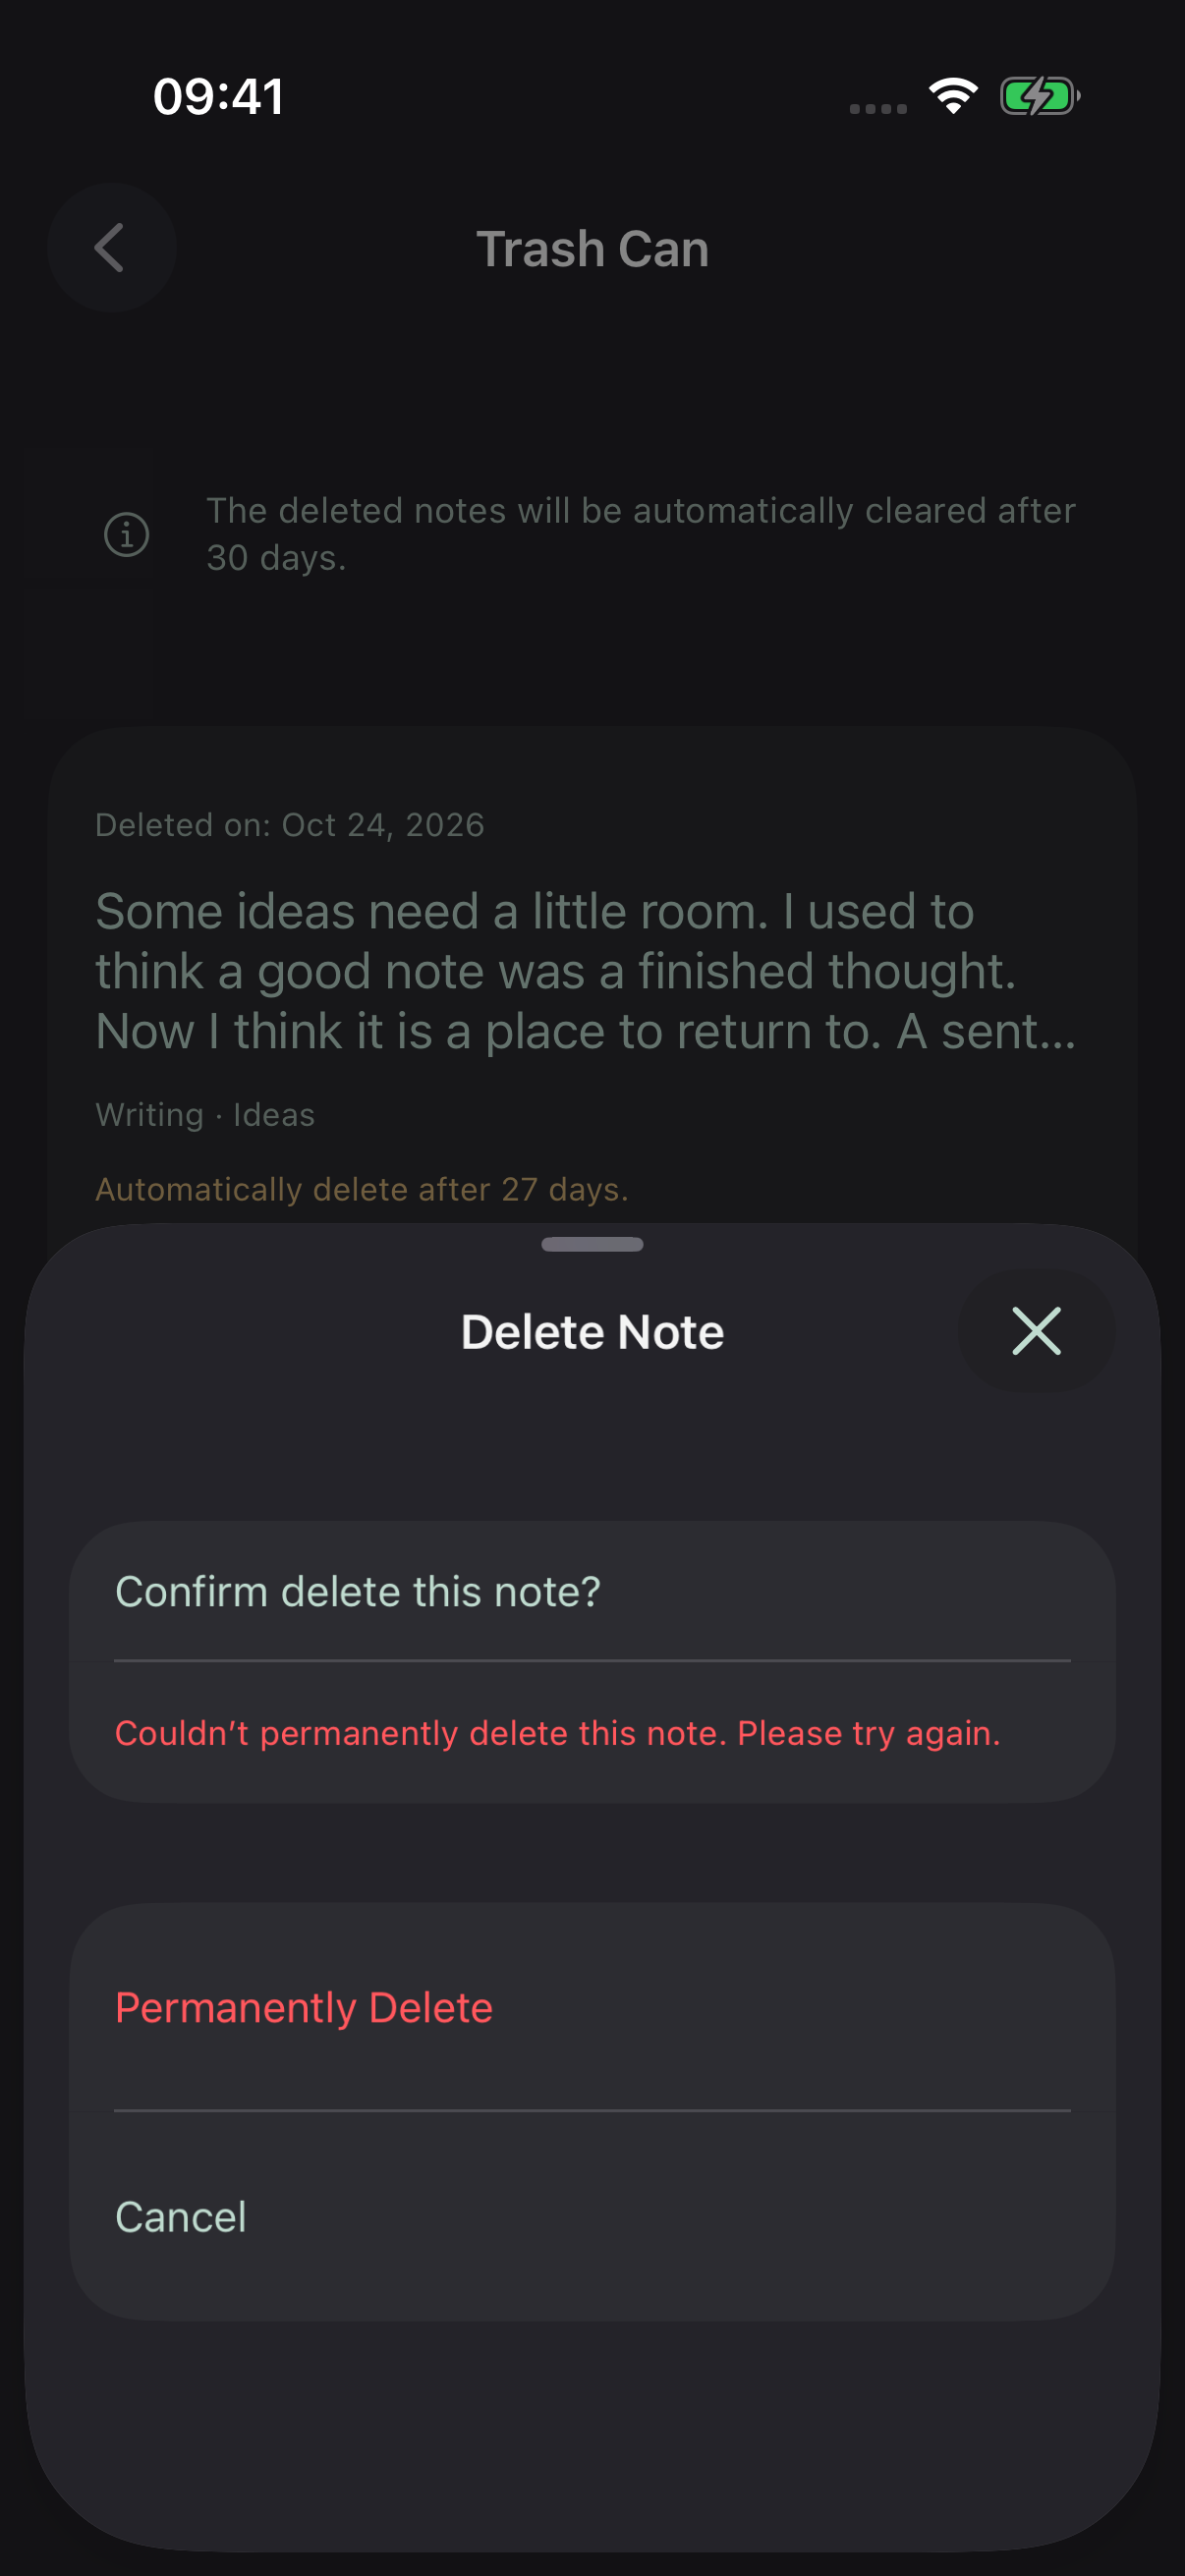 09:41
Trash Can
The deleted notes will be automatically cleared after
30 days.
Deleted on: Oct 24, 2026
Some ideas need a little room. I used to
think a good note was a finished thought.
Now I think it is a place to return to. A sent...
Writing · Ideas
Automatically delete after 27 days.
Delete Note
Confirm delete this note?
Couldn’t permanently delete this note. Please try again.
Permanently Delete
Cancel